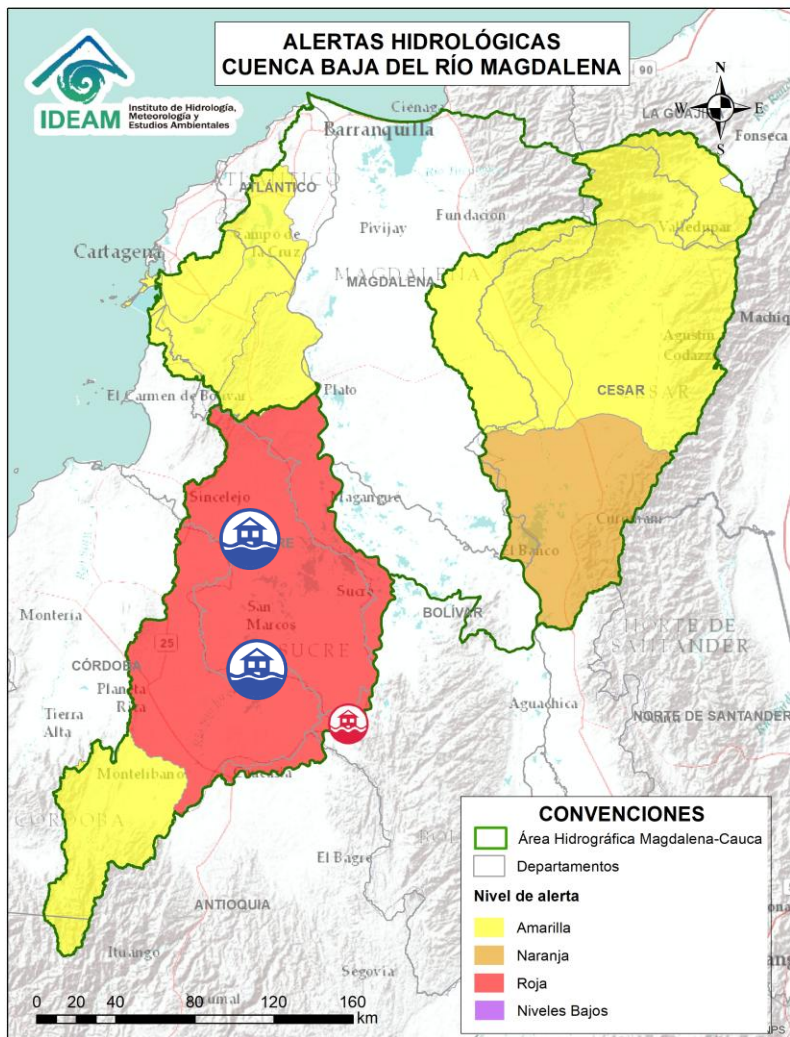 ALERTAS HIDROLÓGICAS
CUENCA BAJA DEL RÍO MAGDALENA
IDEAM
Instituto de Hidrología,
Meteorología y
Estudios Ambientales
N
W E
S
90
Ciénaga
LA GUAJIRA
Barranquilla
Fonseca
ATLÁNTICO
Fundación
Pivijay
Valledupar
Campo de
la Cruz
Cartagena
MAGDALENA
MAGDALENA
Agustín
Codazzi
Plato
CESAR
El Carmen de Bolívar
Sincelejo
Magangue
Curumaní
El Banco
Sucre
San
Marcos
BOLÍVAR
Montería
SUCRE
NORTE DE
SANTANDER
25
CÓRDOBA
Planeta
Rica
Aguachica
Tierra
Alta
NORTE DE SANTANDER
Montelíbano
El Bagre
ANTIOQUIA
Ituango
Segovia
CONVENCIONES
Área Hidrográfica Magdalena-Cauca
Departamentos
Nivel de alerta
Amarilla
Naranja
Roja
Niveles Bajos
0 20 40 80 120 160
km